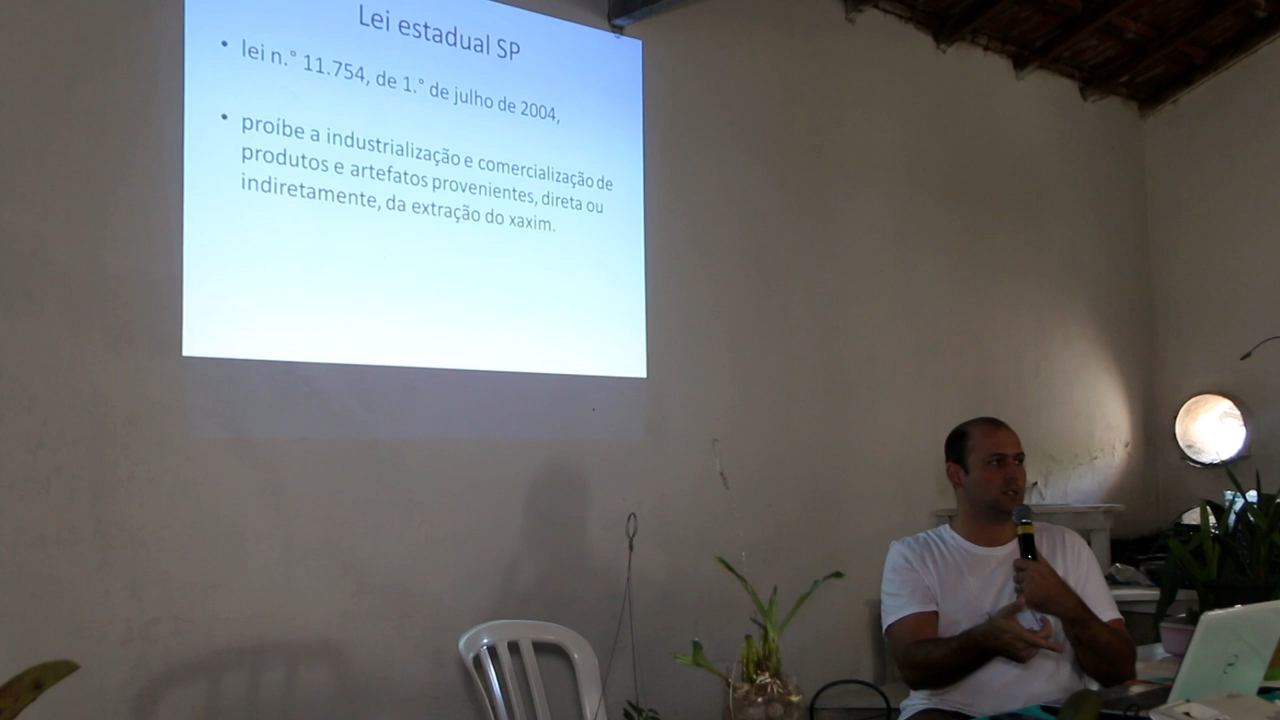 Lei estadual SP
• lei n.° 11.754, de 1.° de julho de 2004,
• proíbe a industrialização e comercialização de
produtos e artefatos provenientes, direta ou
indiretamente, da extração do xaxim.